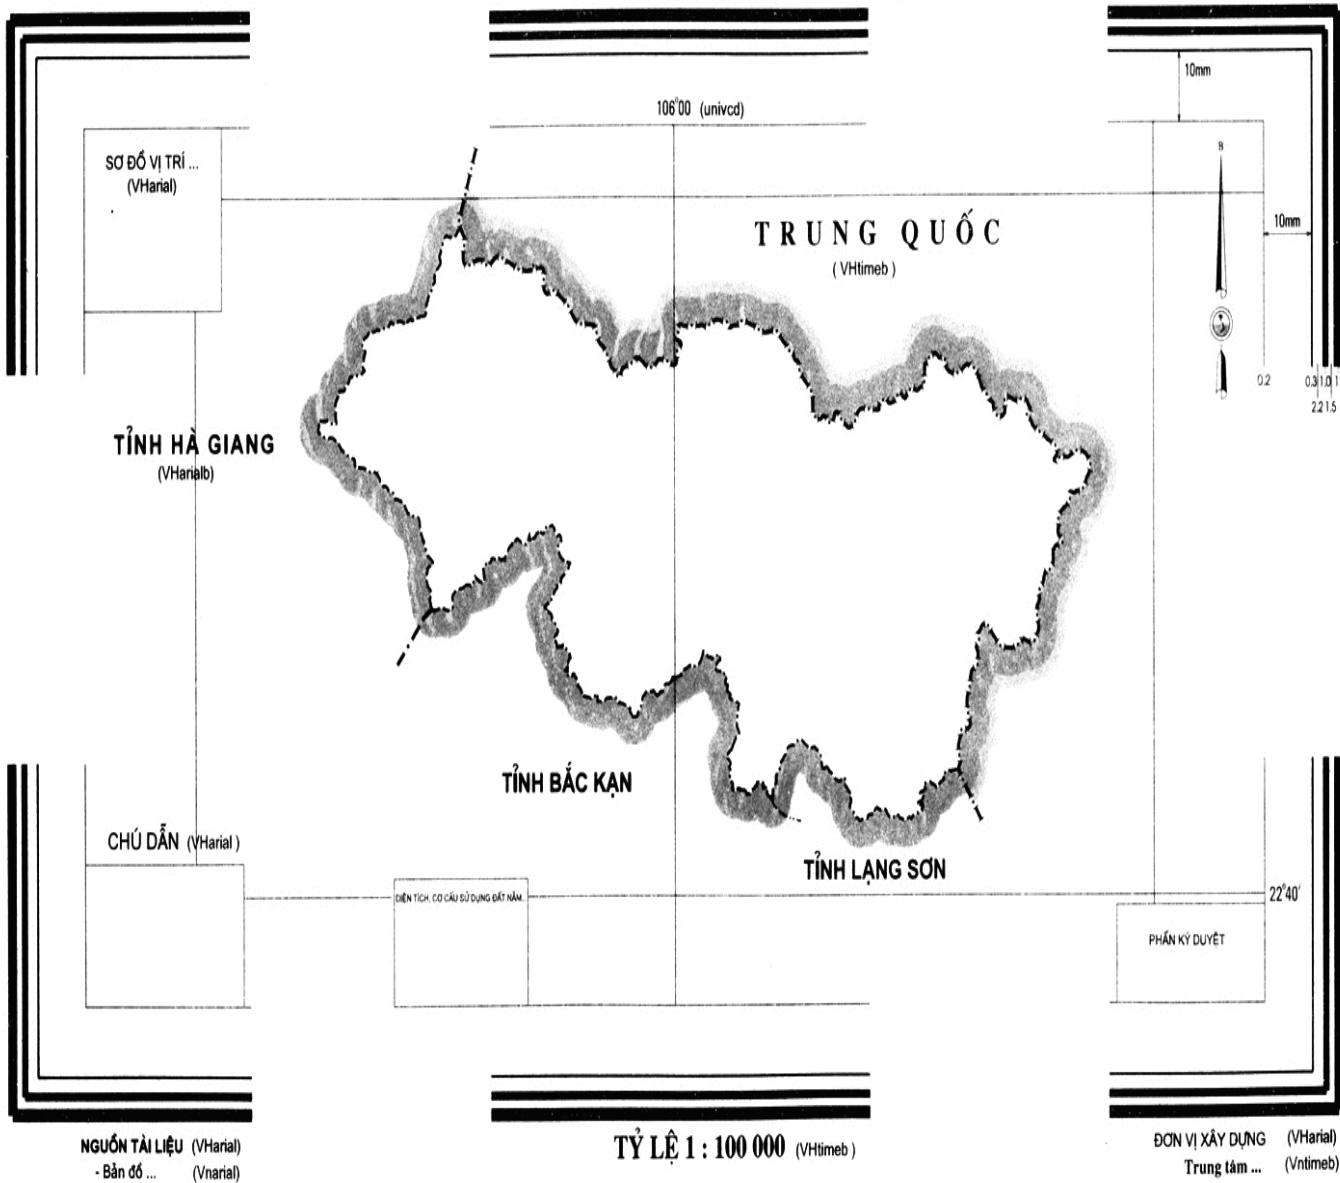 10mm
106°00 (univcd)
SƠ ĐỒ VỊ TRÍ ...
(VHarial)
B
TRUNG QUỐC
(VHtimeb)
10mm
0.2
0.3 1.0 1.
2.2 1.5
TỈNH HÀ GIANG
(VHarialb)
TỈNH BẮC KẠN
CHÚ DẪN (VHarial)
TỈNH LẠNG SƠN
DIỆN TÍCH, CƠ CẤU SỬ DỤNG ĐẤT NĂM...
22°40'
PHẦN KÝ DUYỆT
NGUỒN TÀI LIỆU (VHarial)
- Bản đồ ... (Vnarial)
TỶ LỆ 1 : 100 000 (VHtimeb)
ĐƠN VỊ XÂY DỰNG (VHarial)
Trung tâm ... (Vntimeb)